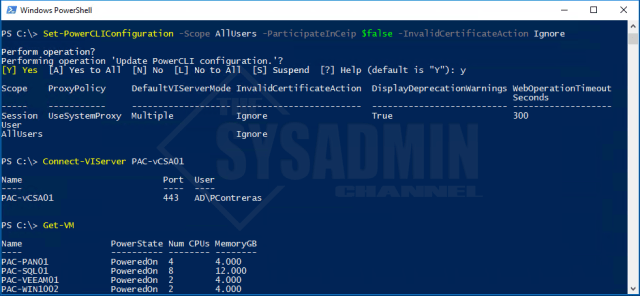 Windows PowerShell
PS C:\> Set-PowerCLIConfiguration -Scope AllUsers -ParticipateInCeip $false -InvalidCertificateAction Ignore
Perform operation?
Performing operation 'Update PowerCLI configuration.'?
[Y] Yes [A] Yes to All [N] No [L] No to All [S] Suspend [?] Help (default is "Y"): y
Scope ProxyPolicy DefaultVIServerMode InvalidCertificateAction DisplayDeprecationWarnings WebOperationTimeout
Seconds
----- ----------- ------------------- ------------------------ -------------------------- -------------------
Session UseSystemProxy Multiple Ignore True 300
User
AllUsers Ignore
THE
SYSADMIN
CHANNEL
PS C:\> Connect-VIServer PAC-vCSA01
Name Port User
---- ---- ----
PAC-vCSA01 443 AD\PContreras
PS C:\> Get-VM
Name PowerState Num CPUs MemoryGB
---- ---------- -------- --------
PAC-PAN01 PoweredOn 4 4.000
PAC-SQL01 PoweredOn 8 12.000
PAC-VEEAM01 PoweredOn 2 4.000
PAC-WIN1002 PoweredOn 2 4.000